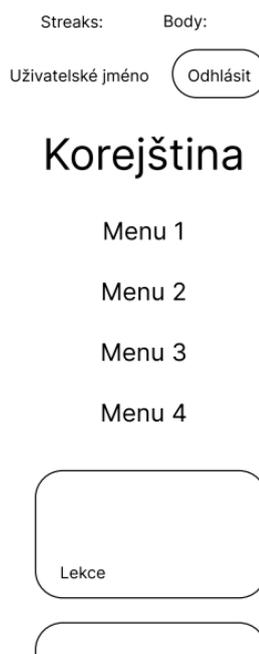 Streaks: Body:
Uživatelské jméno Odhlásit
Korejština
Menu 1
Menu 2
Menu 3
Menu 4
Lekce